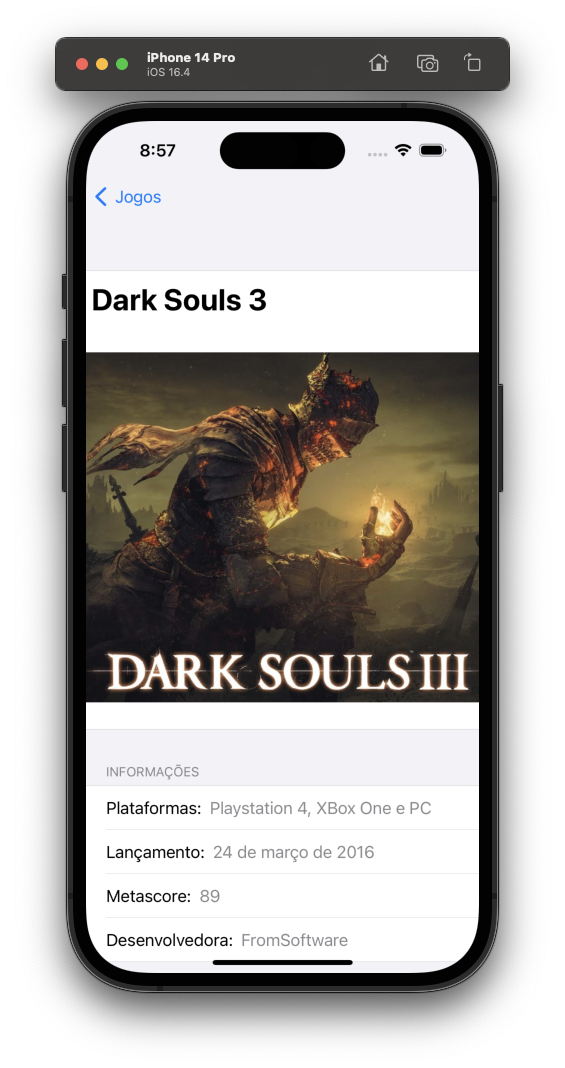 iPhone 14 Pro
iOS 16.4
8:57
Jogos
Dark Souls 3
DARK SOULS III
INFORMAÇÕES
Plataformas: Playstation 4, XBox One e PC
Lançamento: 24 de março de 2016
Metascore: 89
Desenvolvedora: FromSoftware